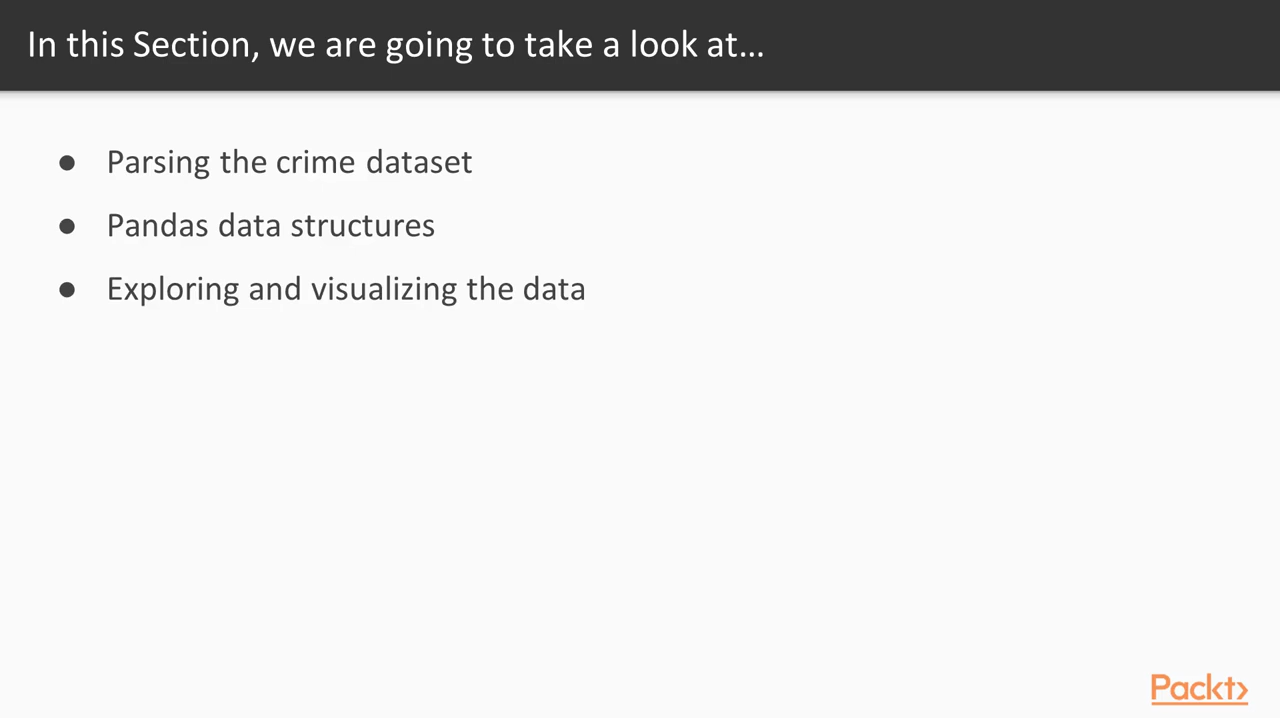 In this Section, we are going to take a look at...
● Parsing the crime dataset
● Pandas data structures
● Exploring and visualizing the data
Packt>